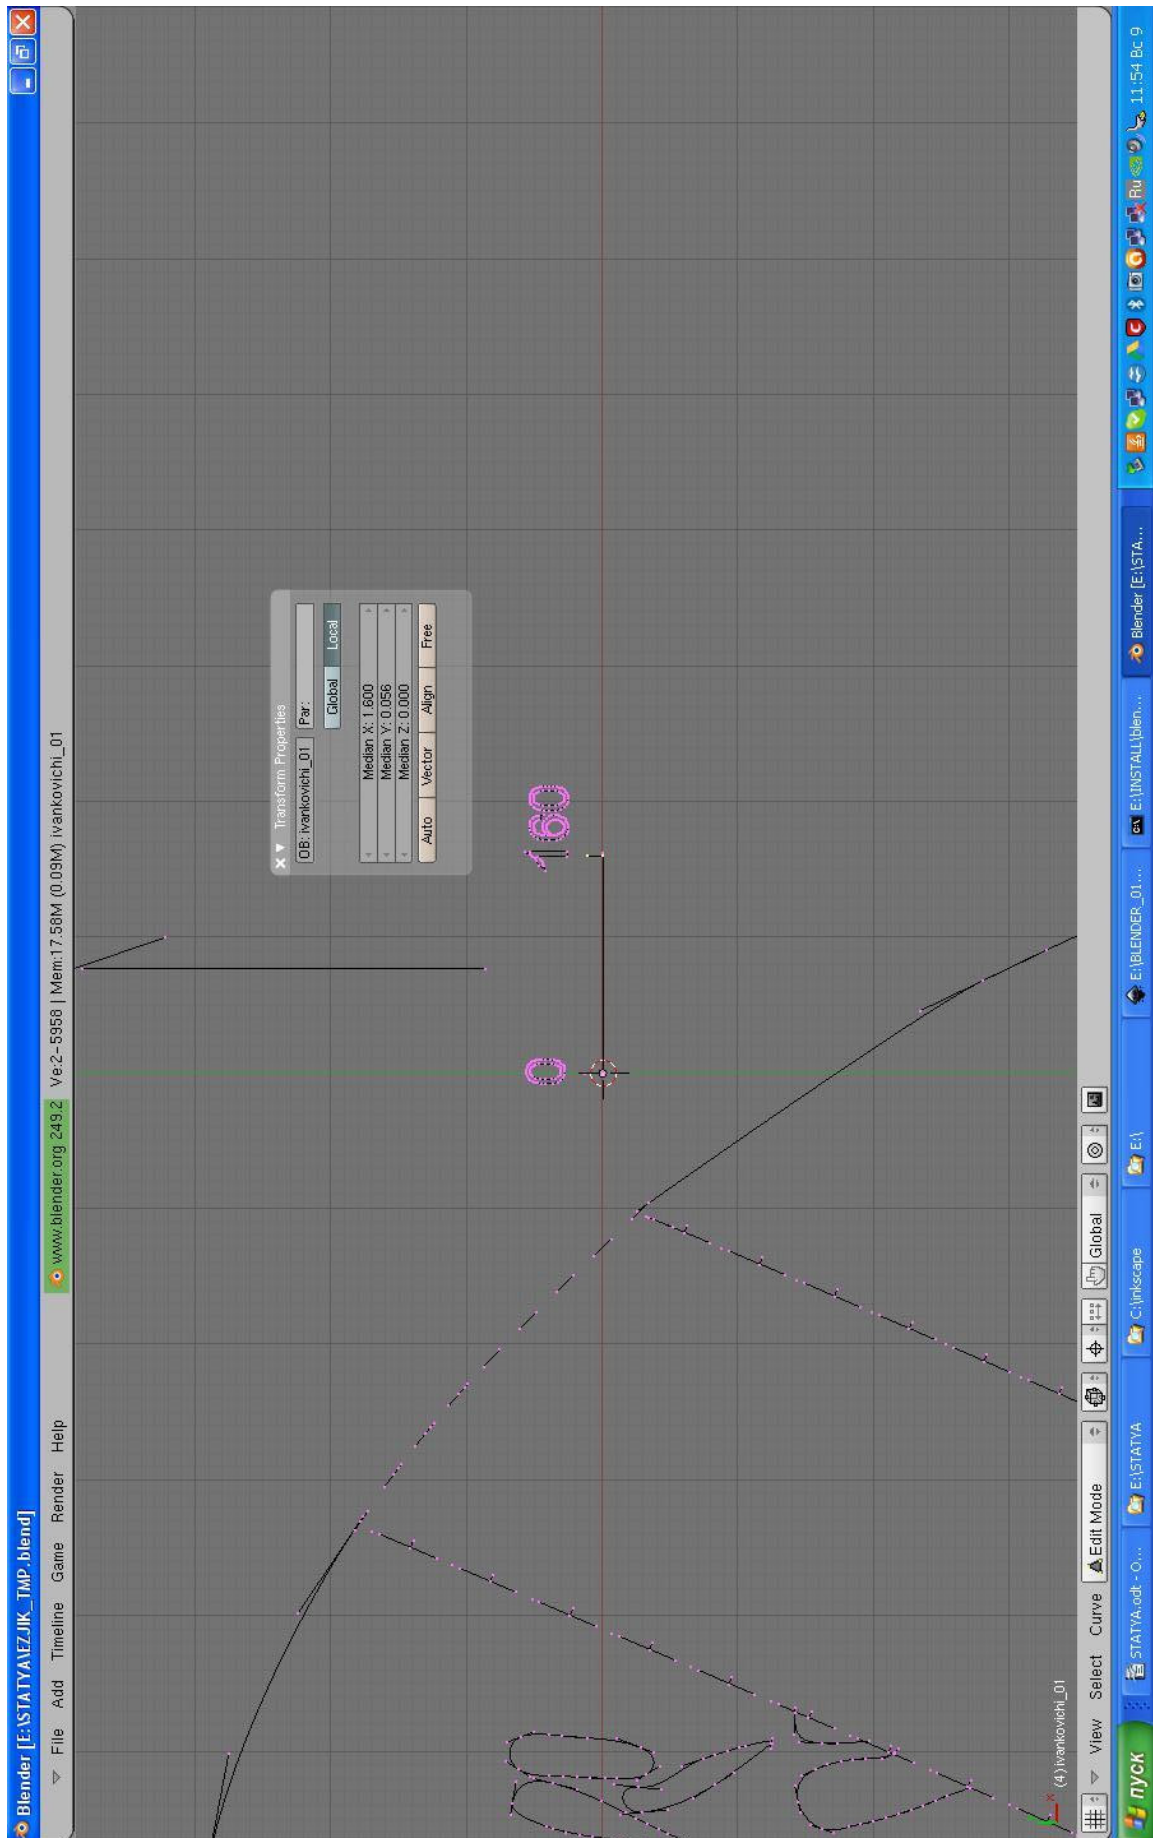 Blender [E:\STATYA\EZJIK_TMP.blend]
File Add Timeline Game Render Help www.blender.org 249.2 Ve:2-5958 | Mem:17.58M (0.09M) ivankovichi_01
Transform Properties
OB: ivankovichi_01 Par:
Global Local
Median X: 1.600
Median Y: 0.056
Median Z: 0.000
Auto Vector Align Free
0 160
(4) ivankovichi_01
x
View Select Curve Edit Mode Global
пуск STATYA.odt - O... E:\STATYA C:\inkscape E:\ E:\BLENDER_01... E:\INSTALL\blen... Blender [E:\STA... Ru 11:54 Вс 9